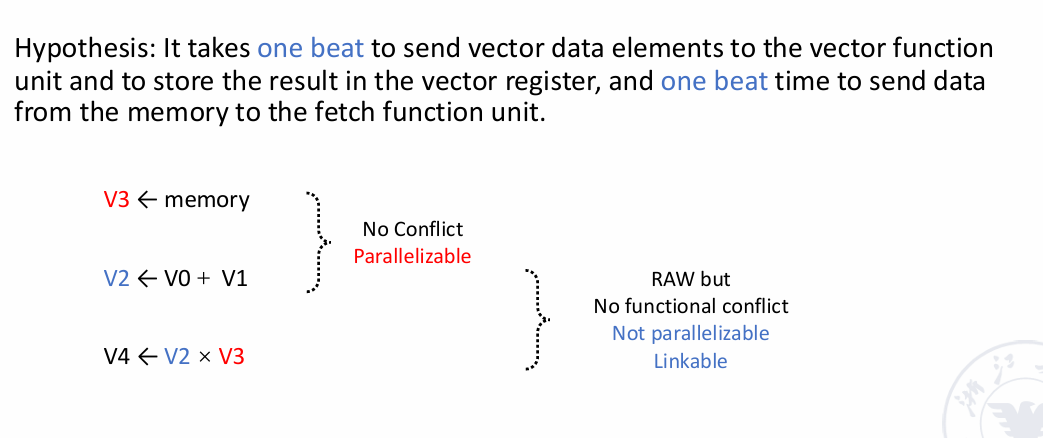 Hypothesis: It takes one beat to send vector data elements to the vector function
unit and to store the result in the vector register, and one beat time to send data
from the memory to the fetch function unit.
V3 ← memory
No Conflict
Parallelizable
V2 ← V0 + V1
RAW but
No functional conflict
Not parallelizable
Linkable
V4 ← V2 × V3